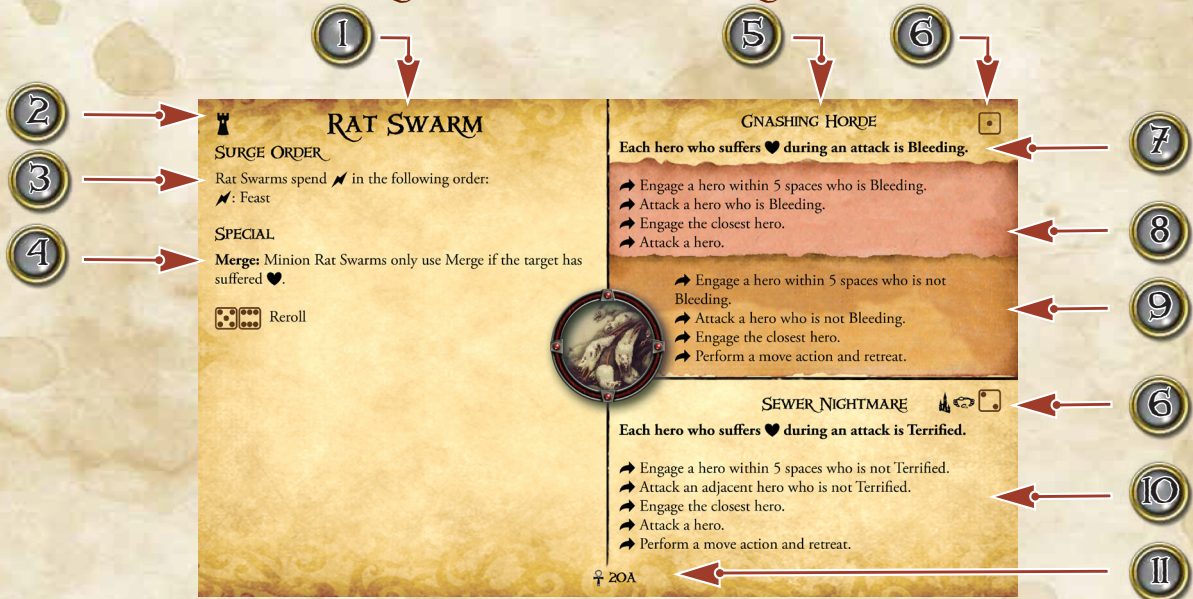 1
5
6
2
3
4
RAT SWARM
SURGE ORDER
Rat Swarms spend in the following order:
: Feast
SPECIAL
Merge: Minion Rat Swarms only use Merge if the target has
suffered .
Reroll
GNASHING HORDE
Each hero who suffers ♥ during an attack is Bleeding.
Engage a hero within 5 spaces who is Bleeding.
Attack a hero who is Bleeding.
Engage the closest hero.
Attack a hero.
Engage a hero within 5 spaces who is not
Bleeding.
Attack a hero who is not Bleeding.
Engage the closest hero.
Perform a move action and retreat.
SEWER NIGHTMARE
Each hero who suffers ♥ during an attack is Terrified.
Engage a hero within 5 spaces who is not Terrified.
Attack an adjacent hero who is not Terrified.
Engage the closest hero.
Attack a hero.
Perform a move action and retreat.
20A
7
8
9
6
10
11